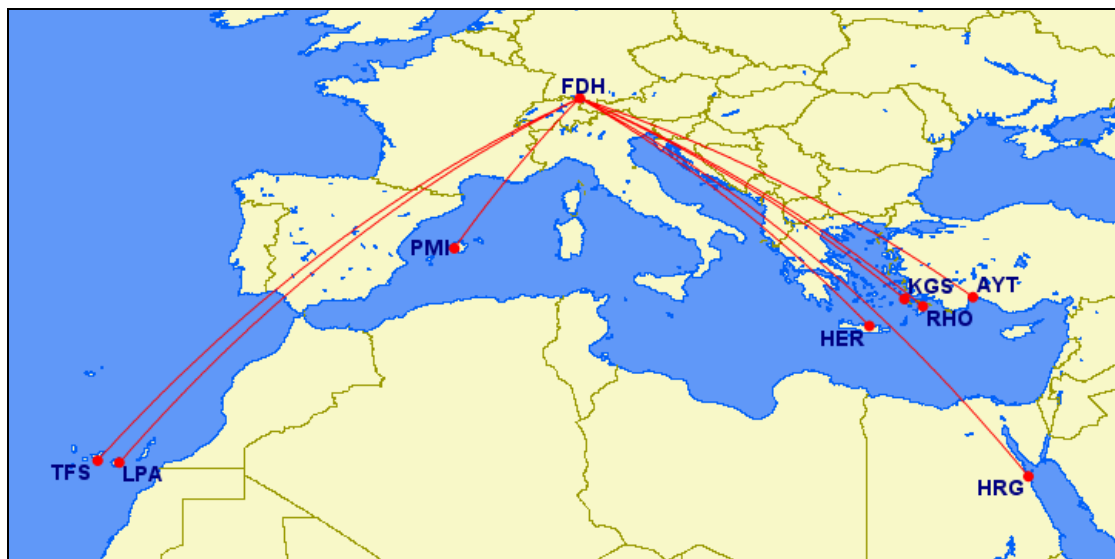 FDH
PMI
KGS
AYT
RHO
HER
TFS
LPA
HRG